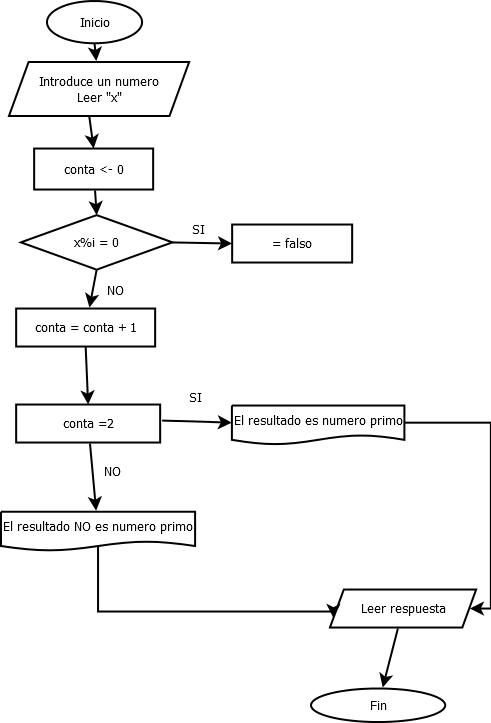 Inicio
Introduce un numero
Leer "x"
conta <- 0
x%i = 0
SI
= falso
NO
conta = conta + 1
conta =2
SI
El resultado es numero primo
NO
El resultado NO es numero primo
Leer respuesta
Fin